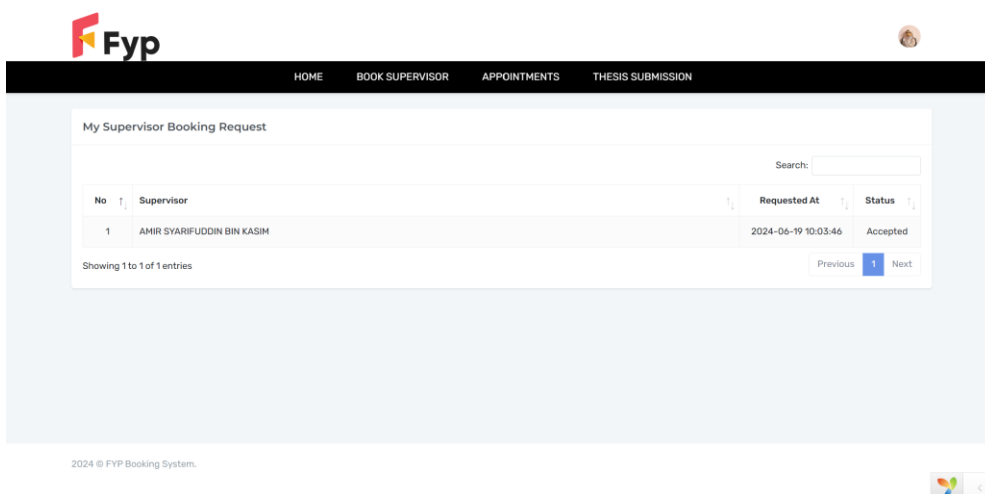 Fyp
HOME BOOK SUPERVISOR APPOINTMENTS THESIS SUBMISSION
My Supervisor Booking Request
Search:
No Supervisor Requested At Status
1 AMIR SYARIFUDDIN BIN KASIM 2024-06-19 10:03:46 Accepted
Showing 1 to 1 of 1 entries
Previous 1 Next
2024 © FYP Booking System.